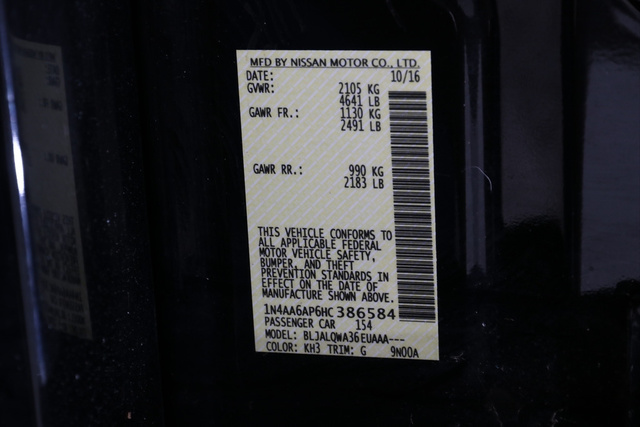 MFD BY NISSAN MOTOR CO., LTD.
DATE: 10/16
GVWR: 2105 KG
4641 LB
GAWR FR.: 1130 KG
2491 LB
GAWR RR.: 990 KG
2183 LB
THIS VEHICLE CONFORMS TO
ALL APPLICABLE FEDERAL
MOTOR VEHICLE SAFETY,
BUMPER, AND THEFT
PREVENTION STANDARDS IN
EFFECT ON THE DATE OF
MANUFACTURE SHOWN ABOVE.
1N4AA6AP6HC386584
PASSENGER CAR 154
MODEL: BLJALQWA36EUAAA---
COLOR: KH3 TRIM: G 9N00A